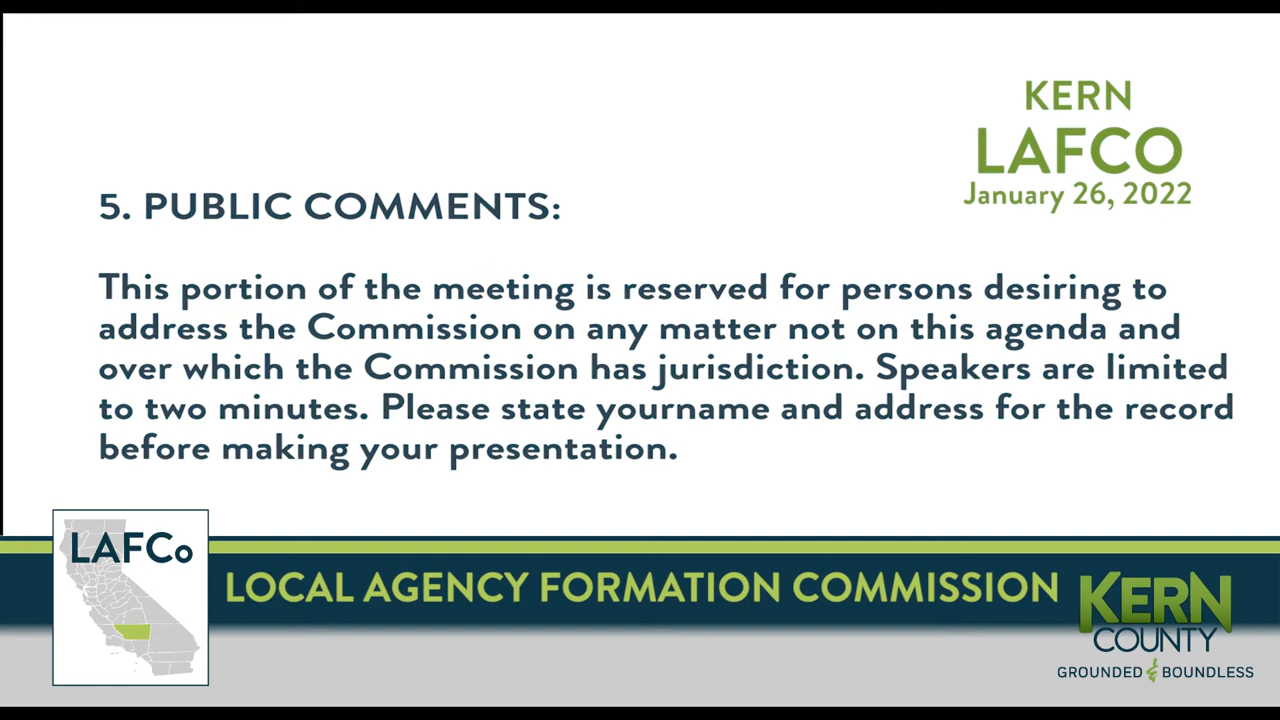 KERN
LAFCO
January 26, 2022
5. PUBLIC COMMENTS:
This portion of the meeting is reserved for persons desiring to
address the Commission on any matter not on this agenda and
over which the Commission has jurisdiction. Speakers are limited
to two minutes. Please state yourname and address for the record
before making your presentation.
LAFCo
LOCAL AGENCY FORMATION COMMISSION
KERN
COUNTY
GROUNDED BOUNDLESS